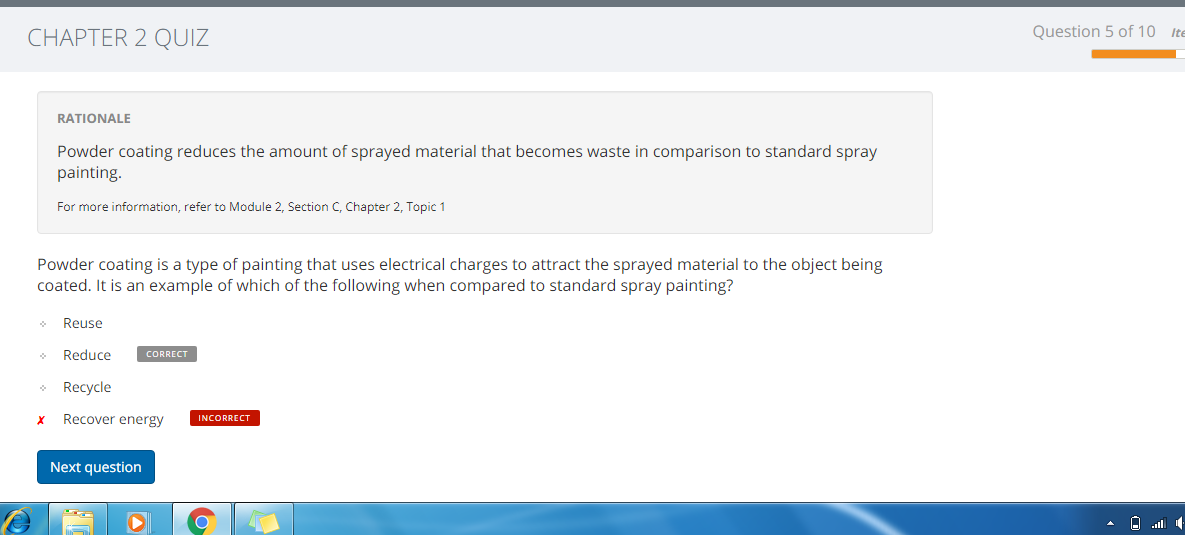 CHAPTER 2 QUIZ
Question 5 of 10
RATIONALE
Powder coating reduces the amount of sprayed material that becomes waste in comparison to standard spray
painting.
For more information, refer to Module 2, Section C, Chapter 2, Topic 1
Powder coating is a type of painting that uses electrical charges to attract the sprayed material to the object being
coated. It is an example of which of the following when compared to standard spray painting?
Reuse
Reduce CORRECT
Recycle
Recover energy INCORRECT
Next question